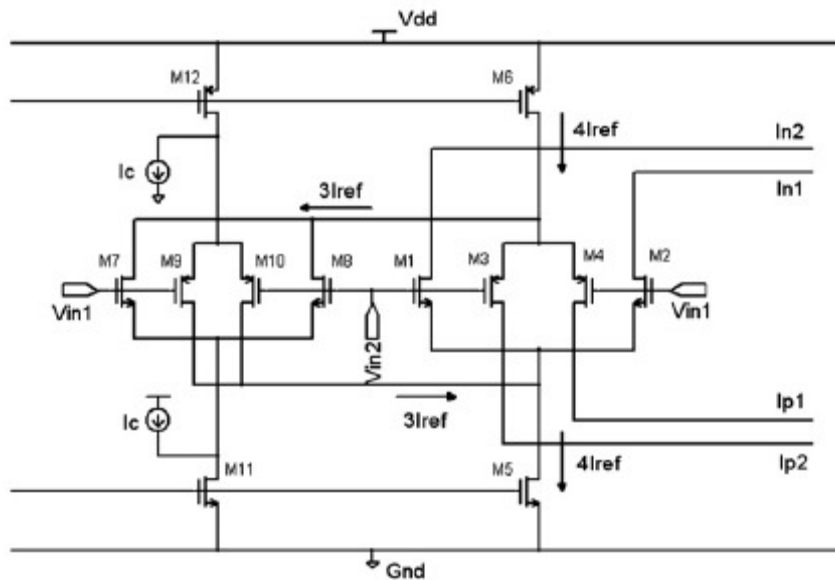 Vdd
M12
M6
4Iref
In2
Ic
In1
3Iref
M7
M9
M10
M8
M1
M3
M4
M2
Vin1
Vin2
Vin1
3Iref
Ic
Ip1
4Iref
Ip2
M11
M5
Gnd